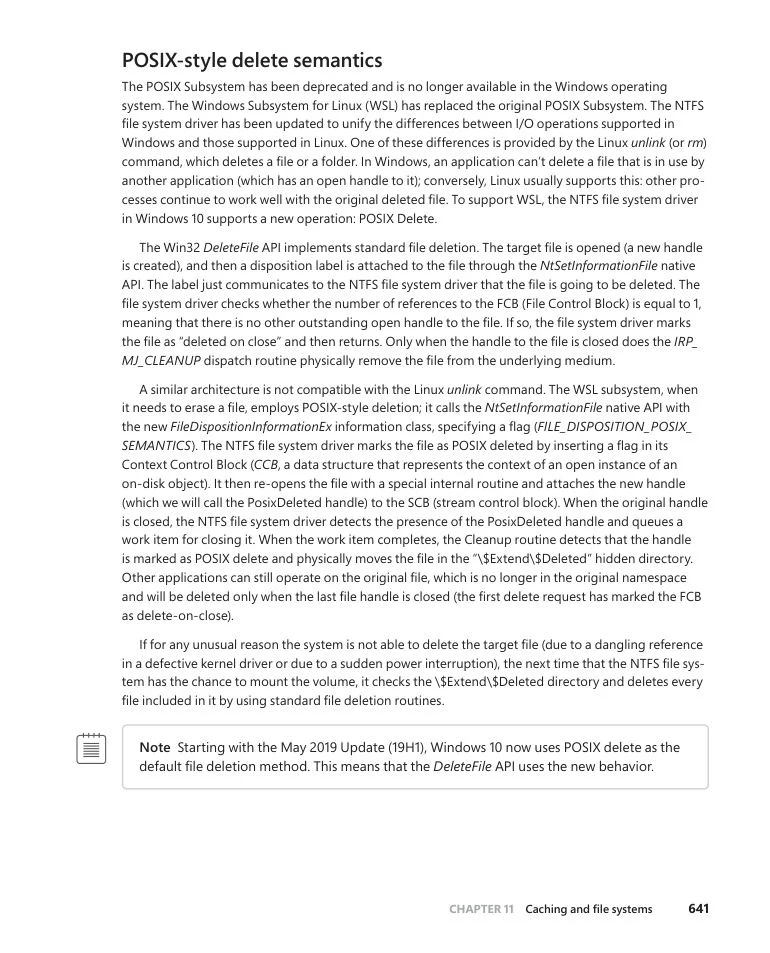 POSIX-style delete semantics
The POSIX Subsystem has been deprecated and is no longer available in the Windows operating
system. The Windows Subsystem for Linux (WSL) has replaced the original POSIX Subsystem. The NTFS
file system driver has been updated to unify the differences between I/O operations supported in
Windows and those supported in Linux. One of these differences is provided by the Linux unlink (or rm)
command, which deletes a file or a folder. In Windows, an application can’t delete a file that is in use by
another application (which has an open handle to it); conversely, Linux usually supports this: other pro-
cesses continue to work well with the original deleted file. To support WSL, the NTFS file system driver
in Windows 10 supports a new operation: POSIX Delete.
The Win32 DeleteFile API implements standard file deletion. The target file is opened (a new handle
is created), and then a disposition label is attached to the file through the NtSetInformationFile native
API. The label just communicates to the NTFS file system driver that the file is going to be deleted. The
file system driver checks whether the number of references to the FCB (File Control Block) is equal to 1,
meaning that there is no other outstanding open handle to the file. If so, the file system driver marks
the file as “deleted on close” and then returns. Only when the handle to the file is closed does the IRP_
MJ_CLEANUP dispatch routine physically remove the file from the underlying medium.
A similar architecture is not compatible with the Linux unlink command. The WSL subsystem, when
it needs to erase a file, employs POSIX-style deletion; it calls the NtSetInformationFile native API with
the new FileDispositionInformationEx information class, specifying a flag (FILE_DISPOSITION_POSIX_
SEMANTICS). The NTFS file system driver marks the file as POSIX deleted by inserting a flag in its
Context Control Block (CCB, a data structure that represents the context of an open instance of an
on-disk object). It then re-opens the file with a special internal routine and attaches the new handle
(which we will call the PosixDeleted handle) to the SCB (stream control block). When the original handle
is closed, the NTFS file system driver detects the presence of the PosixDeleted handle and queues a
work item for closing it. When the work item completes, the Cleanup routine detects that the handle
is marked as POSIX delete and physically moves the file in the “\$Extend\$Deleted” hidden directory.
Other applications can still operate on the original file, which is no longer in the original namespace
and will be deleted only when the last file handle is closed (the first delete request has marked the FCB
as delete-on-close).
If for any unusual reason the system is not able to delete the target file (due to a dangling reference
in a defective kernel driver or due to a sudden power interruption), the next time that the NTFS file sys-
tem has the chance to mount the volume, it checks the \$Extend\$Deleted directory and deletes every
file included in it by using standard file deletion routines.
Note Starting with the May 2019 Update (19H1), Windows 10 now uses POSIX delete as the
default file deletion method. This means that the DeleteFile API uses the new behavior.
CHAPTER 11 Caching and file systems 641